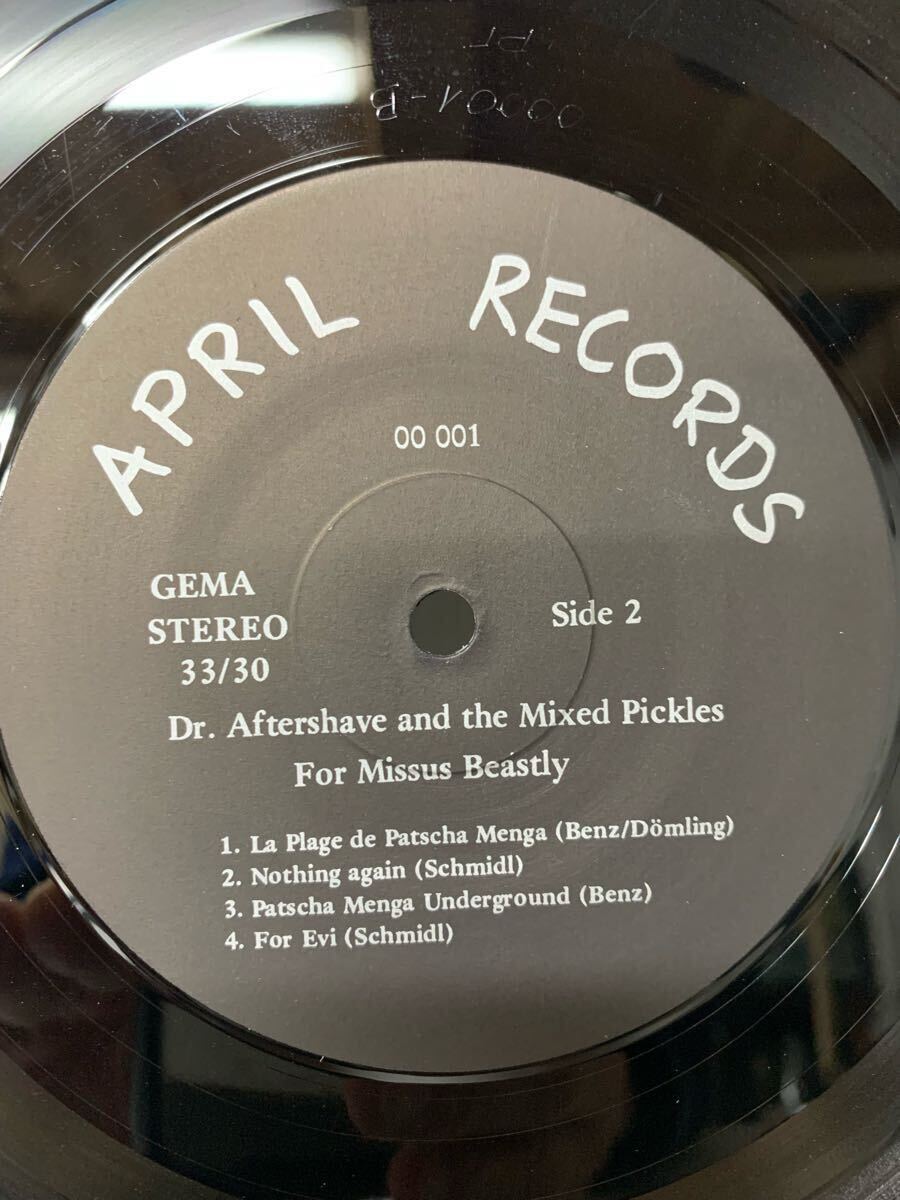 00001-B
APRIL RECORDS
00 001
GEMA
STEREO
33/30
Side 2
Dr. Aftershave and the Mixed Pickles
For Missus Beastly
1. La Plage de Patscha Menga (Benz/Dömling)
2. Nothing again (Schmidl)
3. Patscha Menga Underground (Benz)
4. For Evi (Schmidl)